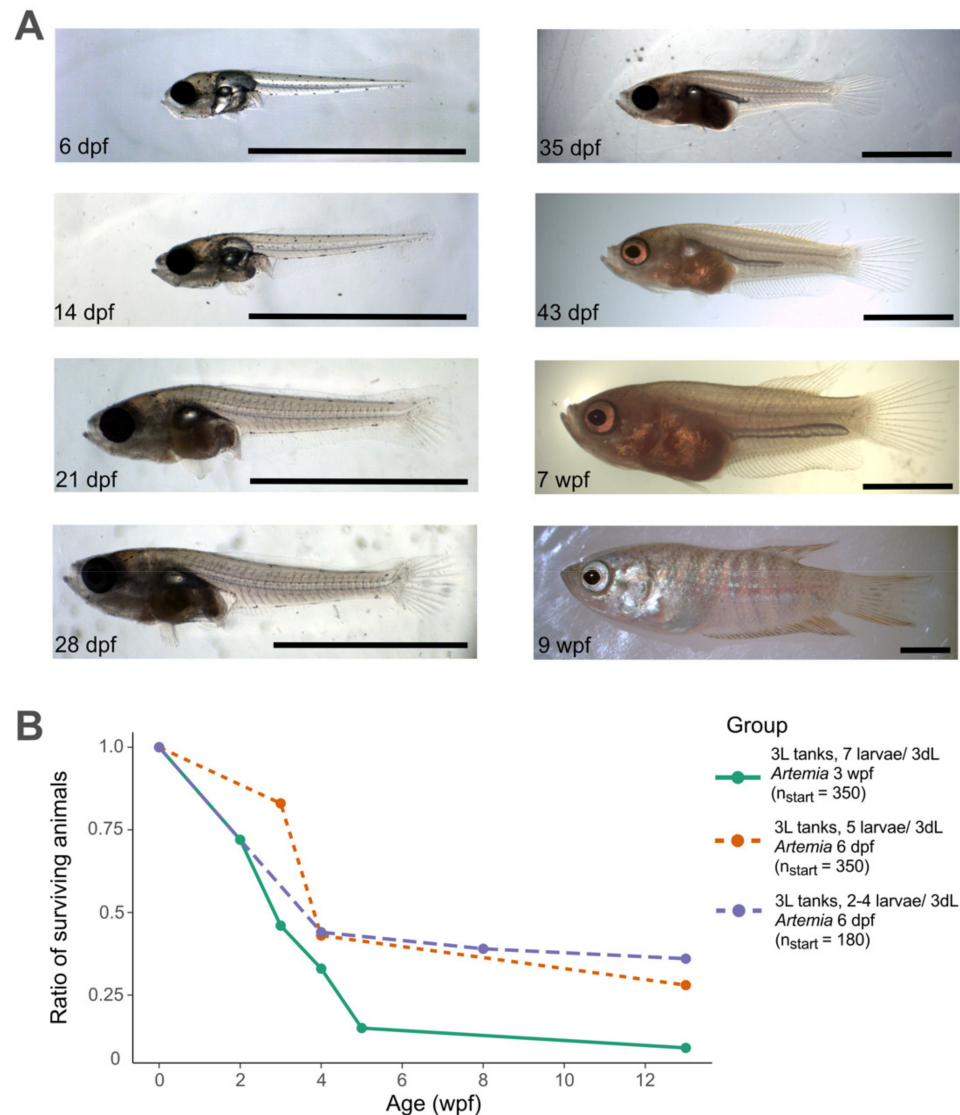 A
6 dpf
35 dpf
14 dpf
43 dpf
21 dpf
7 wpf
28 dpf
9 wpf
B
Ratio of surviving animals
1.0
0.75
0.5
0.25
0
0 2 4 6 8 10 12
Age (wpf)
Group
3L tanks, 7 larvae/ 3dL
Artemia 3 wpf
(nstart = 350)
3L tanks, 5 larvae/ 3dL
Artemia 6 dpf
(nstart = 350)
3L tanks, 2-4 larvae/ 3dL
Artemia 6 dpf
(nstart = 180)